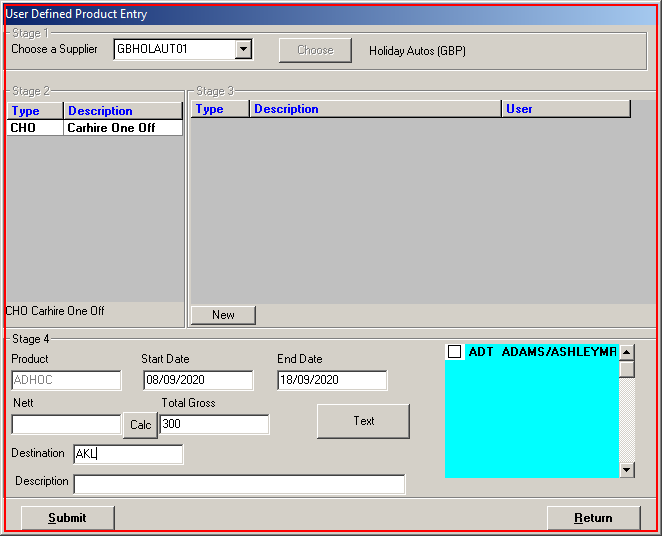 User Defined Product Entry
Stage 1
Choose a Supplier GBHOLAUT01 Choose Holiday Autos (GBP)
Stage 2
Type Description
CHO Carhire One Off
CHO Carhire One Off
Stage 3
Type Description User
New
Stage 4
Product Start Date End Date
ADHOC 08/09/2020 18/09/2020
Nett Total Gross
Calc 300 Text
Destination AKL
Description
ADT ADAMS/ASHLEYMR
Submit Return